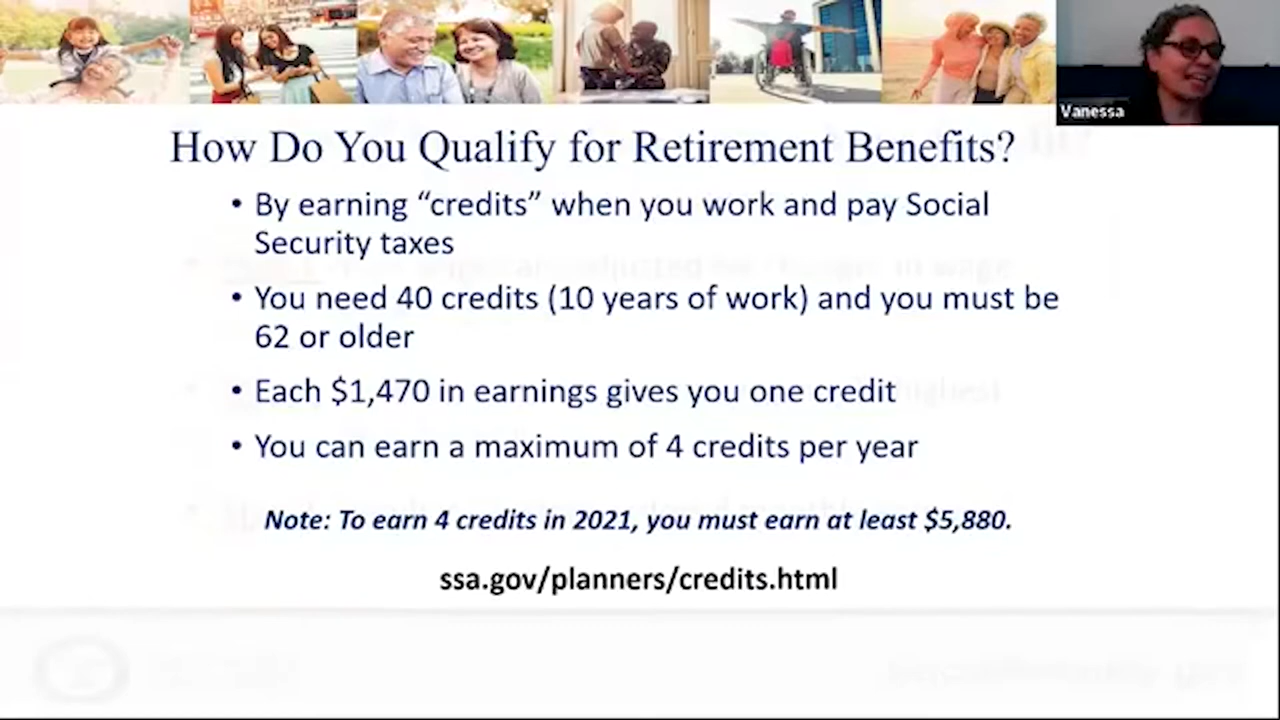 Vanessa
How Do You Qualify for Retirement Benefits?
• By earning “credits” when you work and pay Social
Security taxes
• You need 40 credits (10 years of work) and you must be
62 or older
• Each $1,470 in earnings gives you one credit
• You can earn a maximum of 4 credits per year
Note: To earn 4 credits in 2021, you must earn at least $5,880.
ssa.gov/planners/credits.html